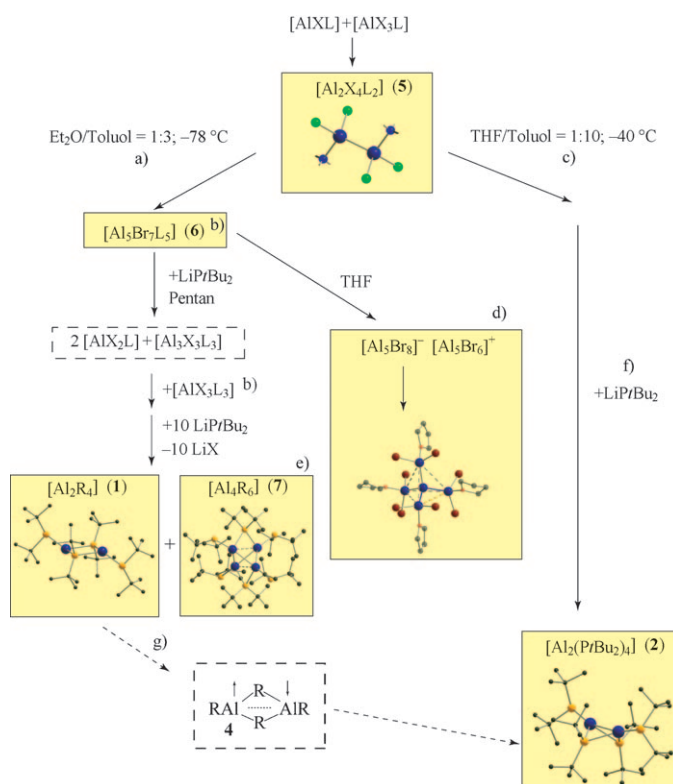 [AlXL]+[AlX₃L]
[Al₂X₄L₂] (5)
Et₂O/Toluol = 1:3; –78 °C
a)
THF/Toluol = 1:10; –40 °C
c)
[Al₅Br₇L₅] (6) b)
+LiPtBu₂
Pentan
THF
2 [AlX₂L]+[Al₃X₃L₃]
d)
[Al₅Br₈]⁻ [Al₅Br₆]⁺
+[AlX₃L₃] b)
+10 LiPtBu₂
–10 LiX
f)
+LiPtBu₂
[Al₂R₄] (1)
+
e)
[Al₄R₆] (7)
g)
R
RAl AlR
R
4
[Al₂(PtBu₂)₄] (2)